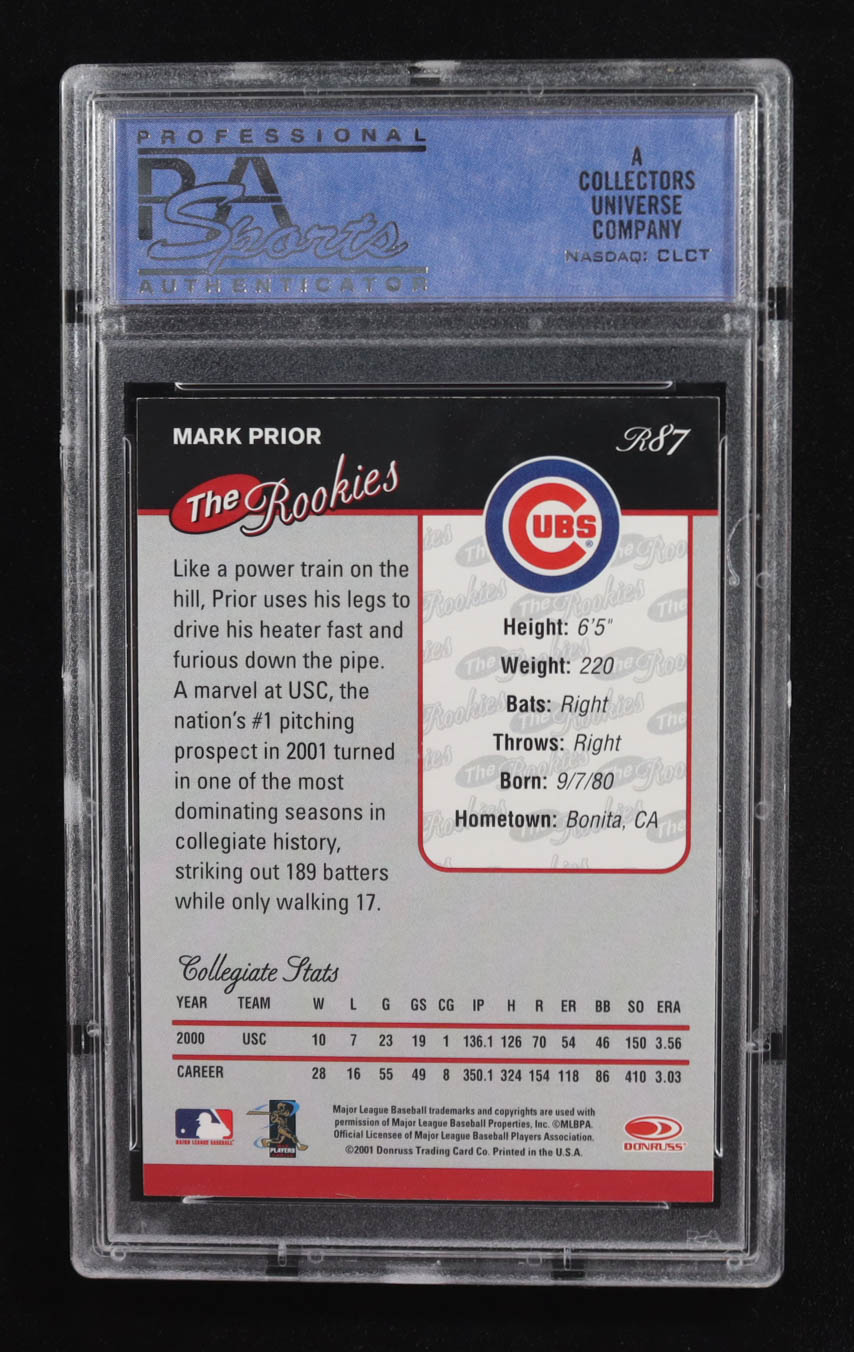 PROFESSIONAL
PSA
Sports
AUTHENTICATOR
A
COLLECTORS
UNIVERSE
COMPANY
NASDAQ: CLCT
MARK PRIOR
R87
The Rookies
CUBS
Like a power train on the
hill, Prior uses his legs to
drive his heater fast and
furious down the pipe.
A marvel at USC, the
nation's #1 pitching
prospect in 2001 turned
in one of the most
dominating seasons in
collegiate history,
striking out 189 batters
while only walking 17.
Height: 6'5"
Weight: 220
Bats: Right
Throws: Right
Born: 9/7/80
Hometown: Bonita, CA
Collegiate Stats
YEAR TEAM W L G GS CG IP H R ER BB SO ERA
2000 USC 10 7 23 19 1 136.1 126 70 54 46 150 3.56
CAREER 28 16 55 49 8 350.1 324 154 118 86 410 3.03
MAJOR LEAGUE BASEBALL
PLAYERS
Major League Baseball trademarks and copyrights are used with
permission of Major League Baseball Properties, Inc. ©MLBPA
Official Licensee of Major League Baseball Players Association.
©2001 Donruss Trading Card Co. Printed in the U.S.A.
DONRUSS
PSA